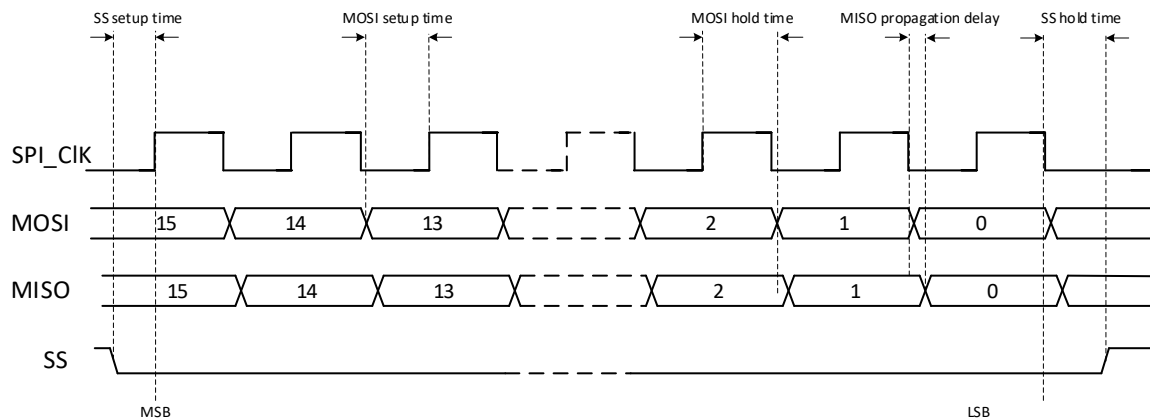 SS setup time MOSI setup time MOSI hold time MISO propagation delay SS hold time
SPI_ClK
MOSI 15 14 13 2 1 0
MISO 15 14 13 2 1 0
SS
MSB LSB